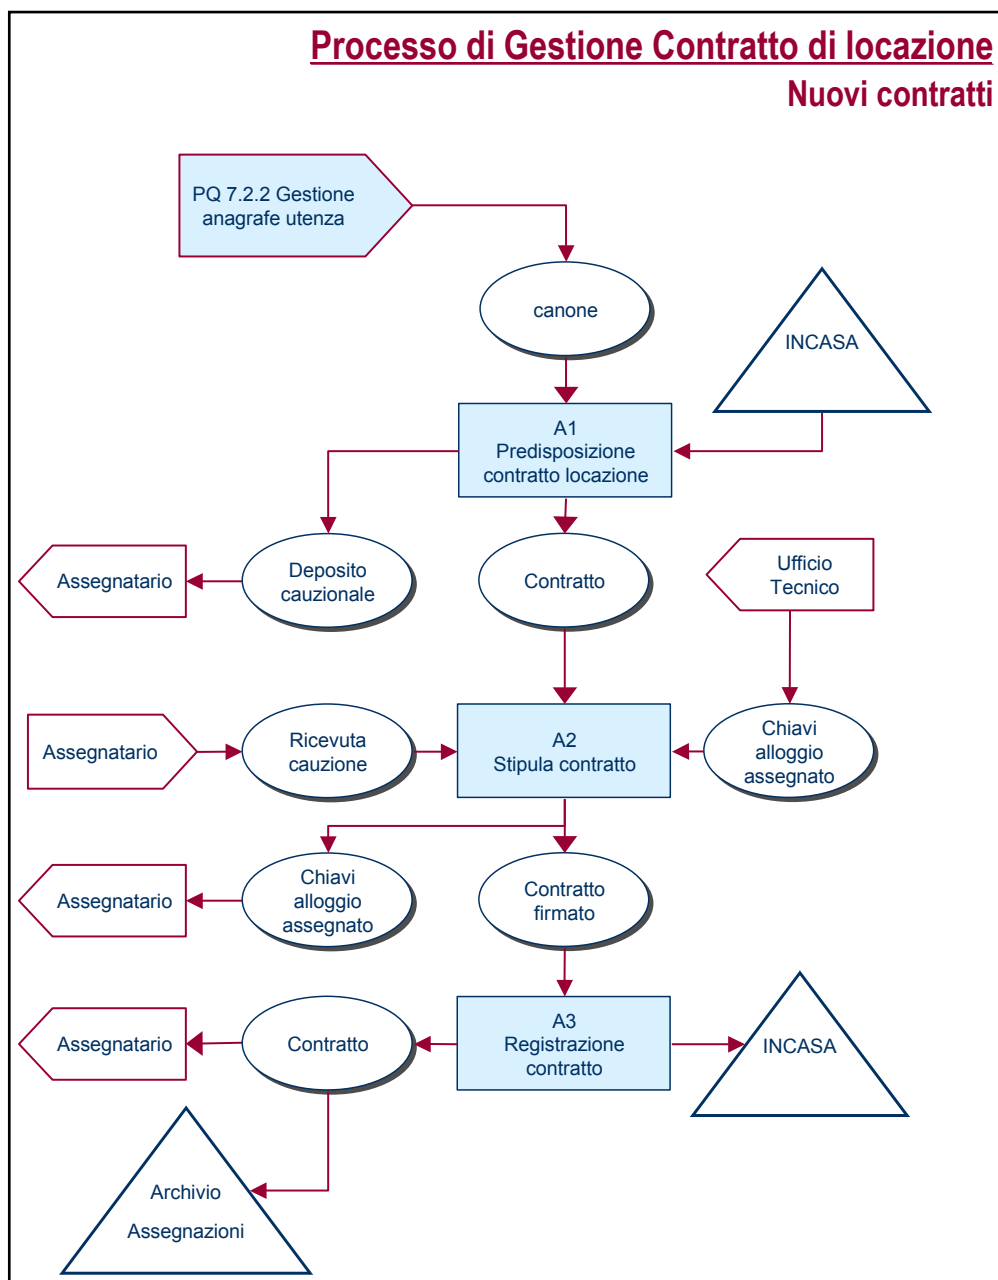 Processo di Gestione Contratto di locazione
Nuovi contratti
PQ 7.2.2 Gestione
anagrafe utenza
canone
INCASA
A1
Predisposizione
contratto locazione
Assegnatario
Deposito
cauzionale
Contratto
Ufficio
Tecnico
Assegnatario
Ricevuta
cauzione
A2
Stipula contratto
Chiavi
alloggio
assegnato
Assegnatario
Chiavi
alloggio
assegnato
Contratto
firmato
Assegnatario
Contratto
A3
Registrazione
contratto
INCASA
Archivio
Assegnazioni